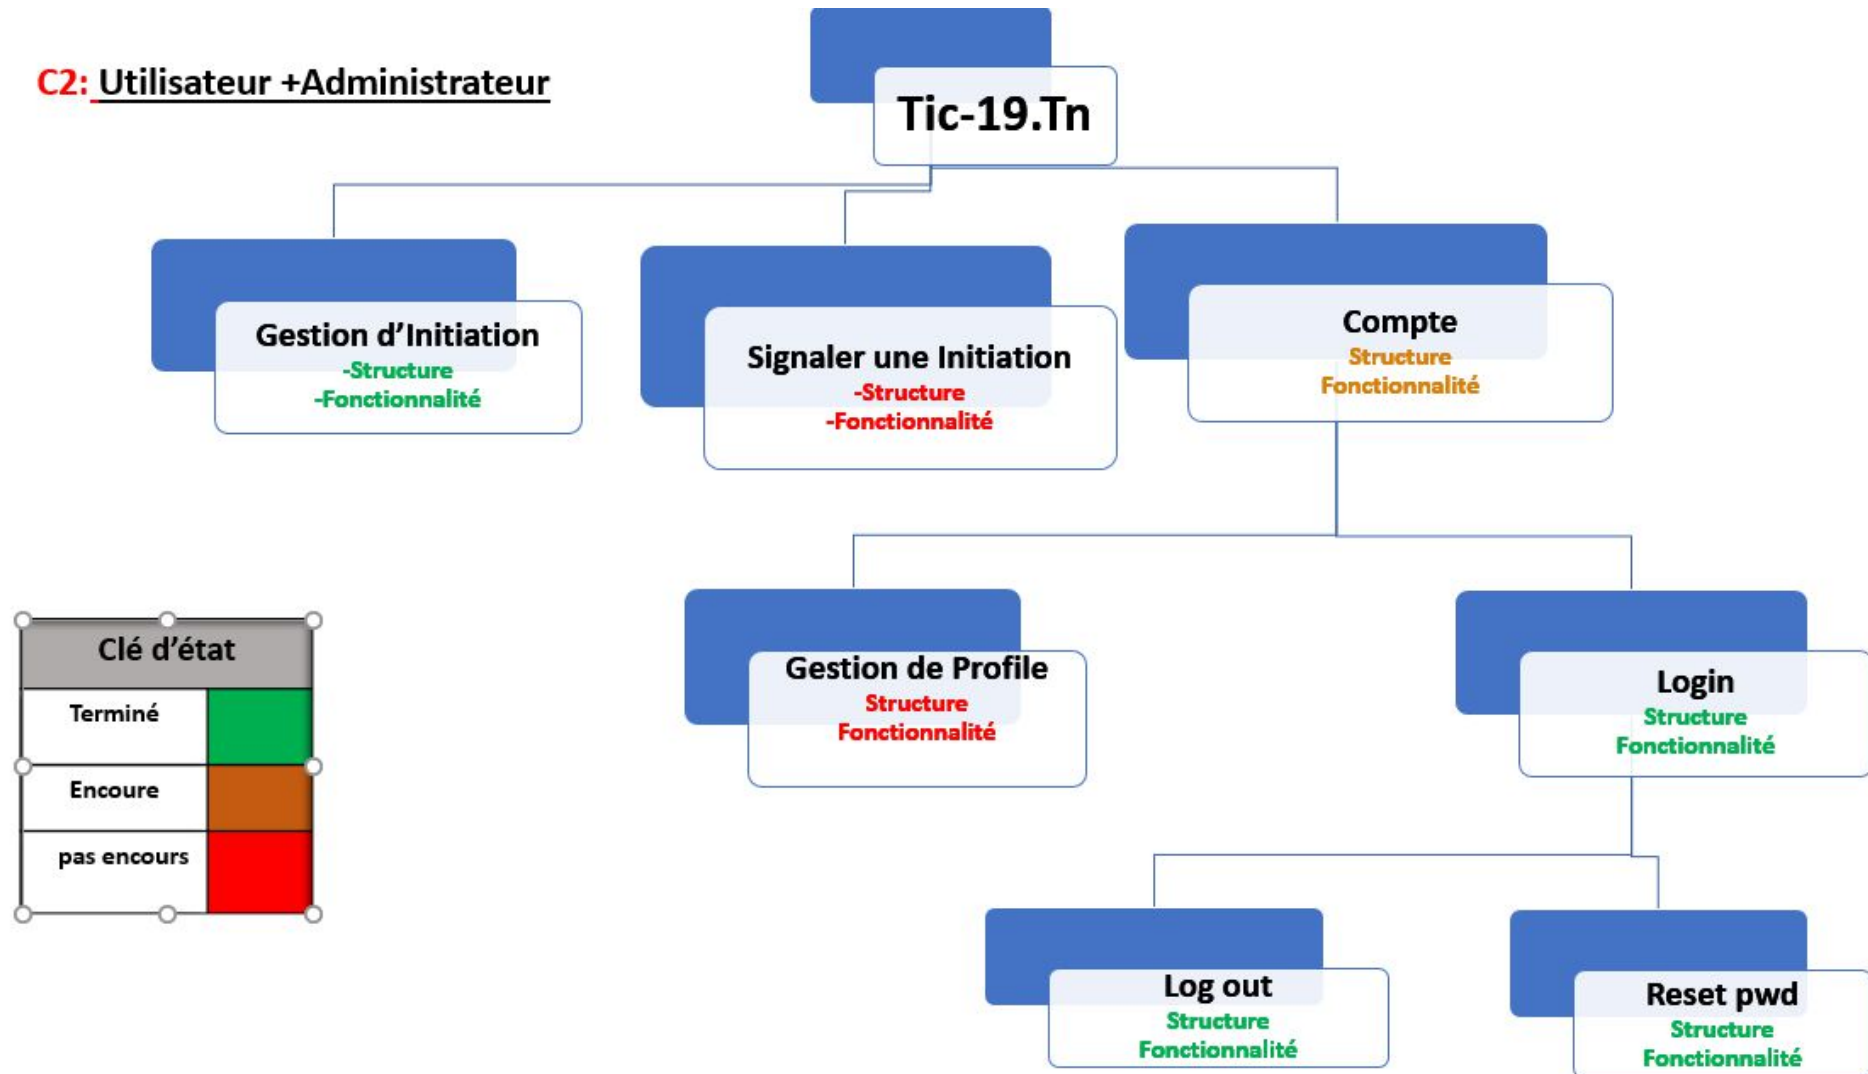 C2: Utilisateur +Administrateur
Tic-19.Tn
Gestion d’Initiation
-Structure
-Fonctionnalité
Signaler une Initiation
-Structure
-Fonctionnalité
Compte
Structure
Fonctionnalité
Gestion de Profile
Structure
Fonctionnalité
Login
Structure
Fonctionnalité
Clé d’état
Terminé
Encoure
pas encours
Log out
Structure
Fonctionnalité
Reset pwd
Structure
Fonctionnalité